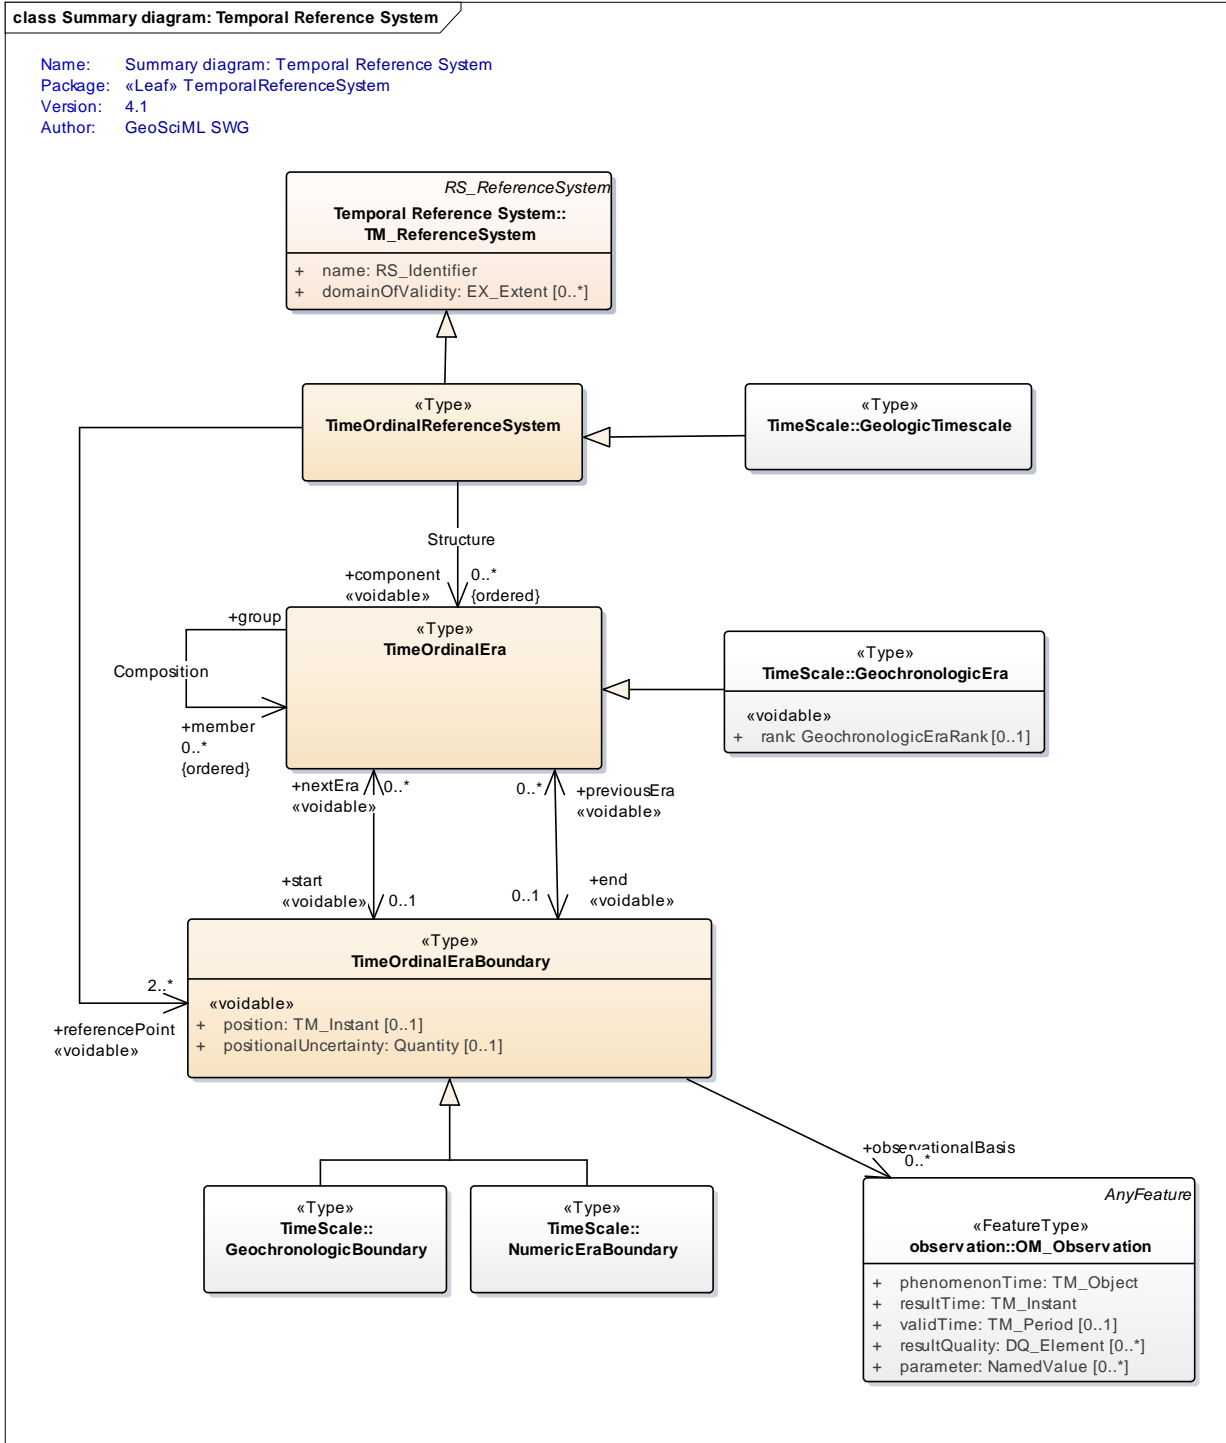 class Summary diagram: Temporal Reference System
Name: Summary diagram: Temporal Reference System
Package: «Leaf» TemporalReferenceSystem
Version: 4.1
Author: GeoSciML SWG
RS_ReferenceSystem
Temporal Reference System::
TM_ReferenceSystem
+ name: RS_Identifier
+ domainOfValidity: EX_Extent [0..*]
«Type»
TimeOrdinalReferenceSystem
«Type»
TimeScale::GeologicTimescale
Structure
+component
«voidable»
0..*
{ordered}
+group
«Type»
TimeOrdinalEra
Composition
+member
0..*
{ordered}
«Type»
TimeScale::GeochronologicEra
«voidable»
+ rank: GeochronologicEraRank [0..1]
+nextEra
«voidable»
0..*
0..*
+previousEra
«voidable»
+start
«voidable»
0..1
0..1
+end
«voidable»
«Type»
TimeOrdinalEraBoundary
«voidable»
+ position: TM_Instant [0..1]
+ positionalUncertainty: Quantity [0..1]
2..*
+referencePoint
«voidable»
+observationalBasis
0..*
«Type»
TimeScale::
GeochronologicBoundary
«Type»
TimeScale::
NumericEraBoundary
AnyFeature
«FeatureType»
observation::OM_Observation
+ phenomenonTime: TM_Object
+ resultTime: TM_Instant
+ validTime: TM_Period [0..1]
+ resultQuality: DQ_Element [0..*]
+ parameter: NamedValue [0..*]